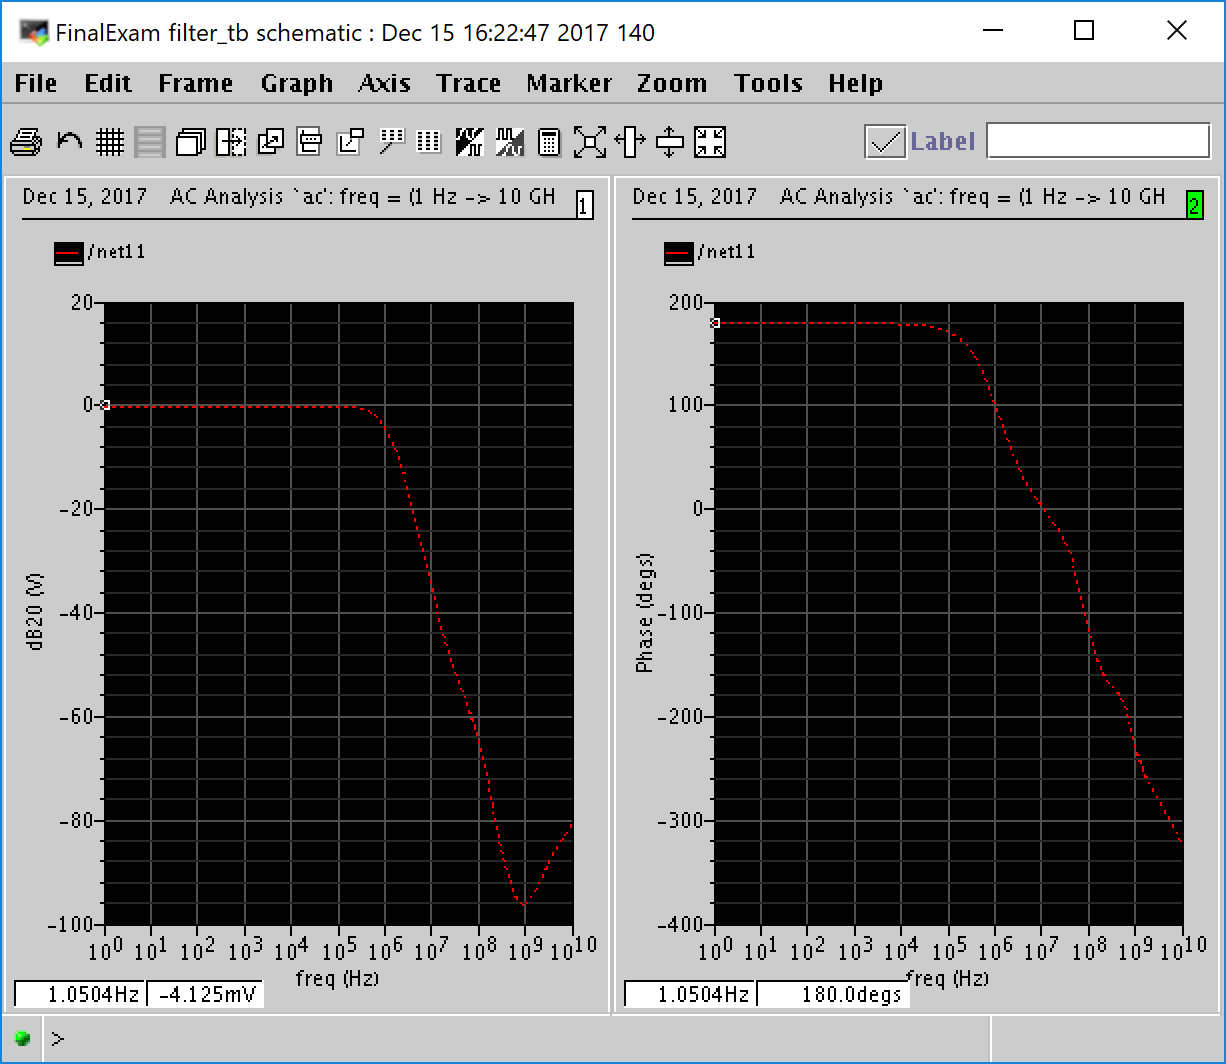 FinalExam filter_tb schematic : Dec 15 16:22:47 2017 140
File Edit Frame Graph Axis Trace Marker Zoom Tools Help
Label
Dec 15, 2017 AC Analysis `ac': freq = (1 Hz -> 10 GH 1
/net11
20
0
-20
-40
-60
-80
-100
dB20 (V)
10^0 10^1 10^2 10^3 10^4 10^5 10^6 10^7 10^8 10^9 10^10
freq (Hz)
1.0504Hz -4.125mV
Dec 15, 2017 AC Analysis `ac': freq = (1 Hz -> 10 GH 2
/net11
200
100
0
-100
-200
-300
-400
Phase (degs)
10^0 10^1 10^2 10^3 10^4 10^5 10^6 10^7 10^8 10^9 10^10
freq (Hz)
1.0504Hz 180.0degs
>